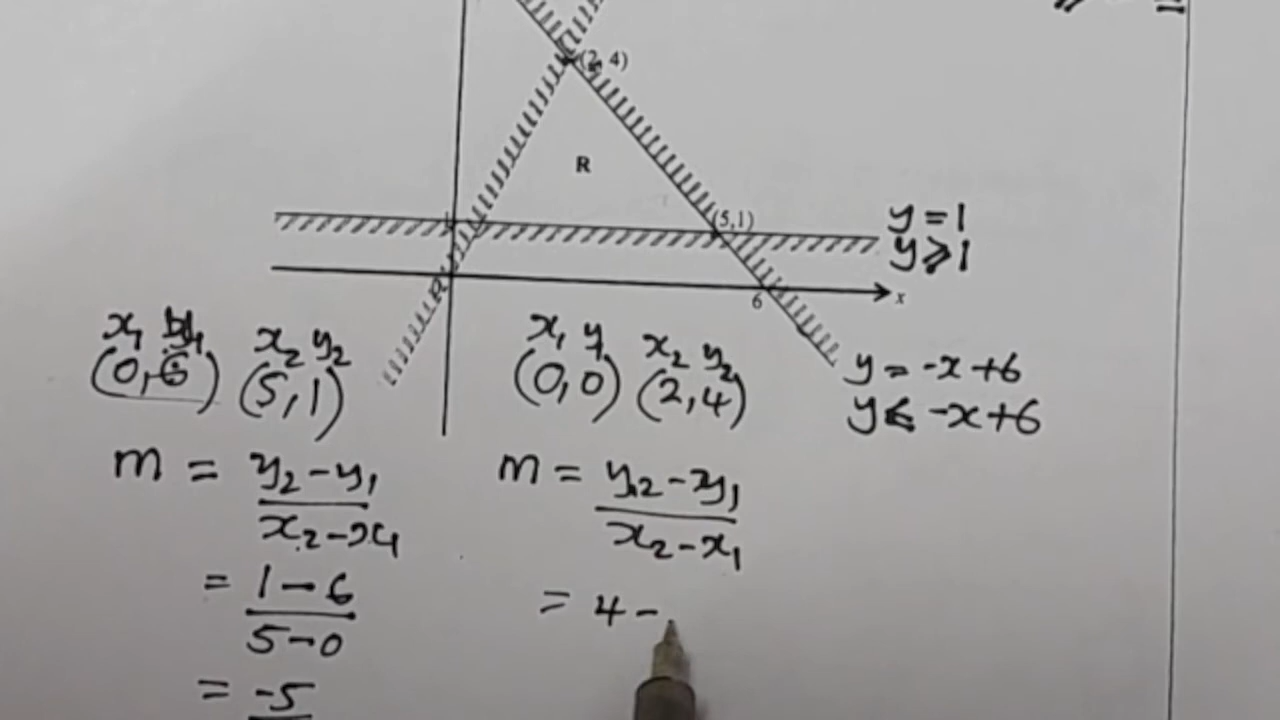 (2, 4)
R
(5,1)
y = 1
y ⩾ 1
6
x
x₁ y₁ x₂ y₂
(0,6) (5,1)
x₁ y₁ x₂ y₂
(0,0) (2,4)
y = -x+6
y ⩽ -x+6
m = y₂-y₁
x₂-x₁
= 1-6
5-0
= -5
m = y₂-y₁
x₂-x₁
= 4-